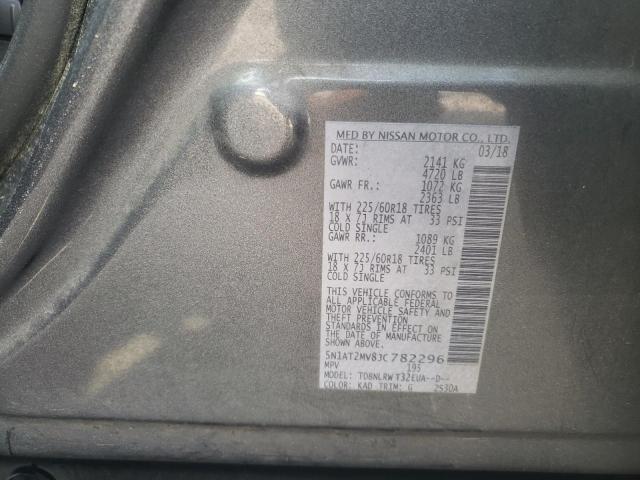 MFD BY NISSAN MOTOR CO., LTD.
DATE: 03/18
GVWR: 2141 KG
4720 LB
GAWR FR.: 1072 KG
2363 LB
WITH 225/60R18 TIRES
18 x 7J RIMS AT 33 PSI
COLD SINGLE
GAWR RR.: 1089 KG
2401 LB
WITH 225/60R18 TIRES
18 x 7J RIMS AT 33 PSI
COLD SINGLE
THIS VEHICLE CONFORMS TO
ALL APPLICABLE FEDERAL
MOTOR VEHICLE SAFETY AND
THEFT PREVENTION
STANDARDS IN EFFECT ON
THE DATE OF MANUFACTURE
SHOWN ABOVE.
5N1AT2MV8JC782296
MPV 195
MODEL: TDBNLRWT32EUA--D--
COLOR: KAD TRIM: G 2530A